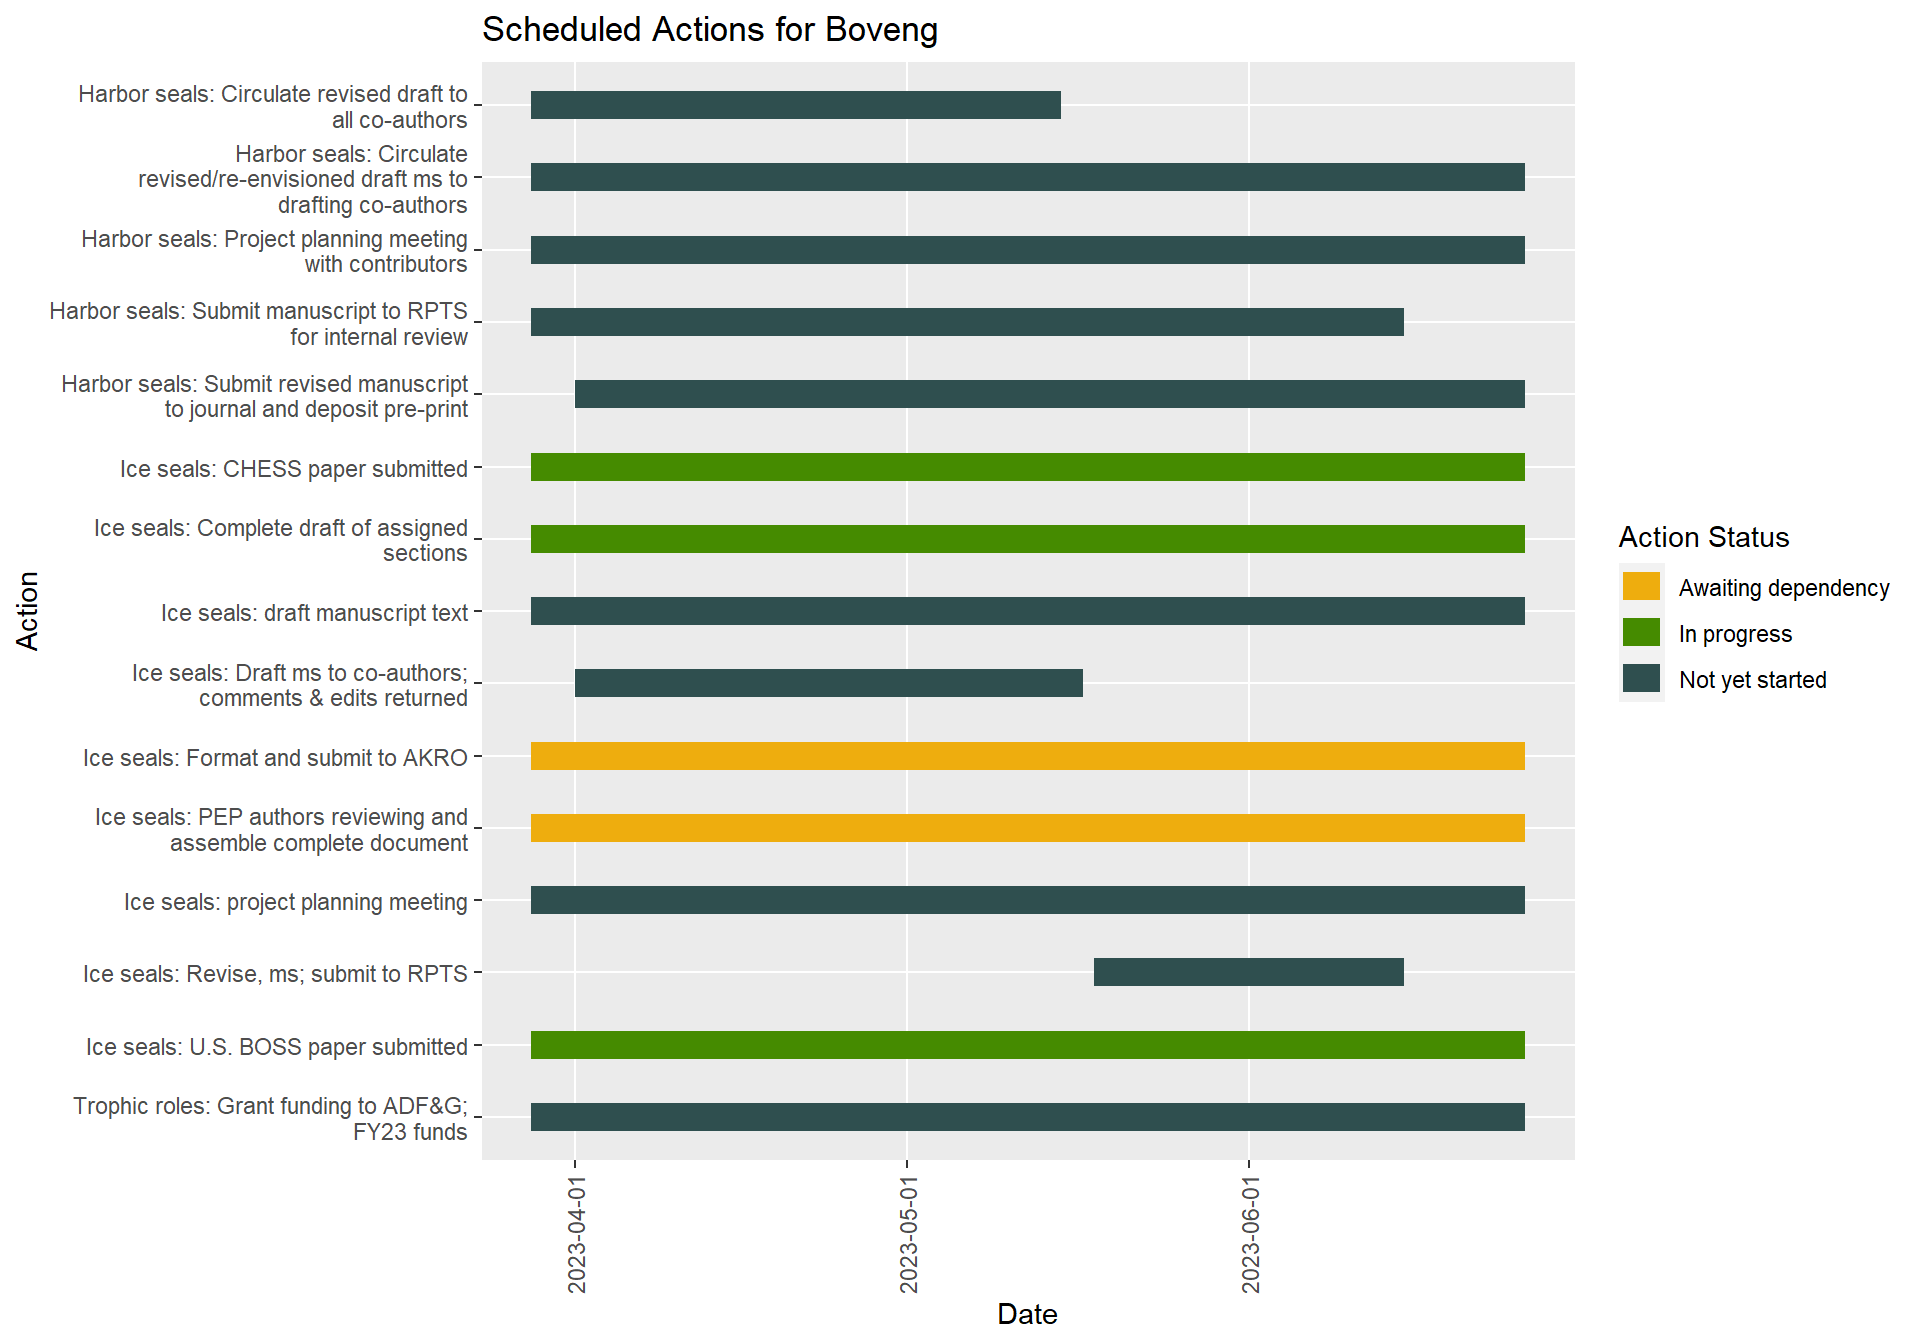 Scheduled Actions for Boveng
Harbor seals: Circulate revised draft to
all co-authors
Harbor seals: Circulate
revised/re-envisioned draft ms to
drafting co-authors
Harbor seals: Project planning meeting
with contributors
Harbor seals: Submit manuscript to RPTS
for internal review
Harbor seals: Submit revised manuscript
to journal and deposit pre-print
Ice seals: CHESS paper submitted
Ice seals: Complete draft of assigned
sections
Ice seals: draft manuscript text
Ice seals: Draft ms to co-authors;
comments & edits returned
Ice seals: Format and submit to AKRO
Ice seals: PEP authors reviewing and
assemble complete document
Ice seals: project planning meeting
Ice seals: Revise, ms; submit to RPTS
Ice seals: U.S. BOSS paper submitted
Trophic roles: Grant funding to ADF&G;
FY23 funds
Action
2023-04-01
2023-05-01
2023-06-01
Date
Action Status
Awaiting dependency
In progress
Not yet started